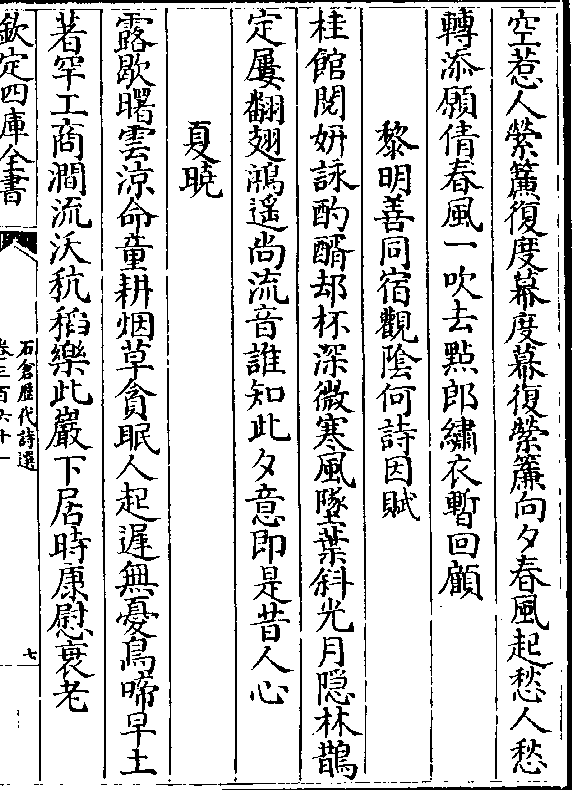 空惹人縈簾復度幕度幕復縈簾向夕春風起愁人愁
轉添願倩春風一吹去點郎繡衣暫回顧
黎明善同宿觀陰何詩因賦
桂館閱妍詠酌醑却杯深微寒風墜葉斜光月隱林鵲
定屢翻翅鴻遥尚流音誰知此夕意即是昔人心
夏曉
露歇曙雲涼命童耕烟草貪眠人起遲無憂鳥啼早土
著罕工商澗流沃秔稻樂此巖下居時康慰衰老
欽定四庫全書
石倉歴代詩選
卷三百六十一
七